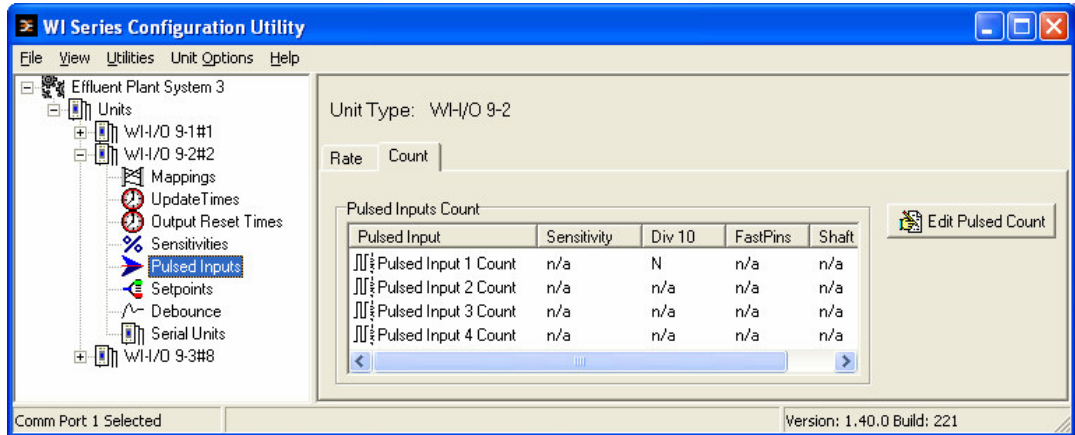 WI Series Configuration Utility
File View Utilities Unit Options Help
Effluent Plant System 3
Units
WI-I/O 9-1#1
WI-I/O 9-2#2
Mappings
UpdateTimes
Output Reset Times
Sensitivities
Pulsed Inputs
Setpoints
Debounce
Serial Units
WI-I/O 9-3#8
Unit Type: WI-I/O 9-2
Rate Count
Pulsed Inputs Count
Pulsed Input Sensitivity Div 10 FastPins Shaft
Pulsed Input 1 Count n/a N n/a n/a
Pulsed Input 2 Count n/a n/a n/a n/a
Pulsed Input 3 Count n/a n/a n/a n/a
Pulsed Input 4 Count n/a n/a n/a n/a
Edit Pulsed Count
Comm Port 1 Selected
Version: 1.40.0 Build: 221